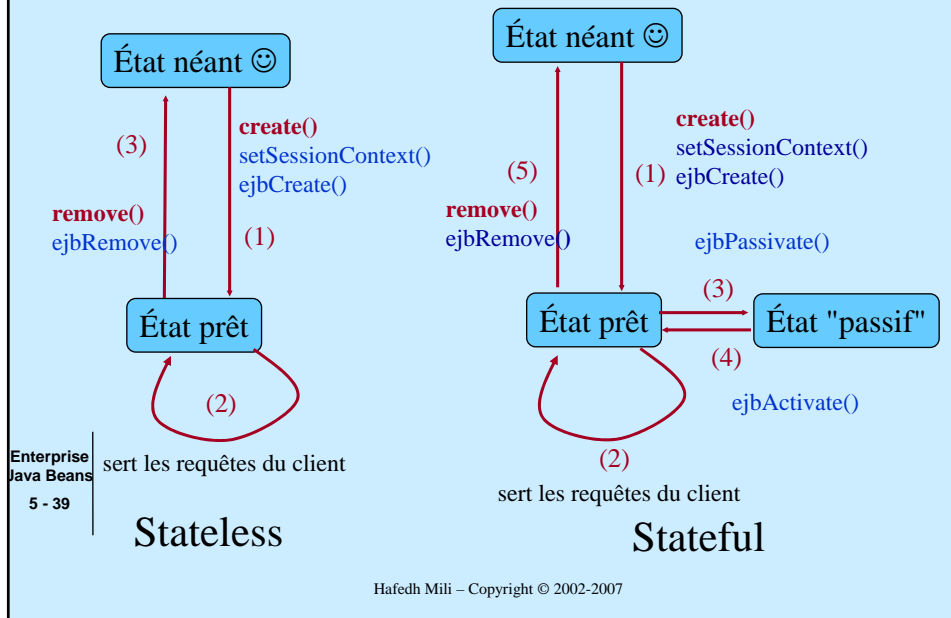 État néant ☺
(3)
create()
setSessionContext()
ejbCreate()
remove()
ejbRemove()
(1)
État prêt
(2)
sert les requêtes du client
Stateless
État néant ☺
(5)
(1)
create()
setSessionContext()
ejbCreate()
remove()
ejbRemove()
ejbPassivate()
(3)
État prêt
État "passif"
(4)
ejbActivate()
(2)
sert les requêtes du client
Stateful
Enterprise
Java Beans
5 - 39
Hafedh Mili – Copyright © 2002-2007